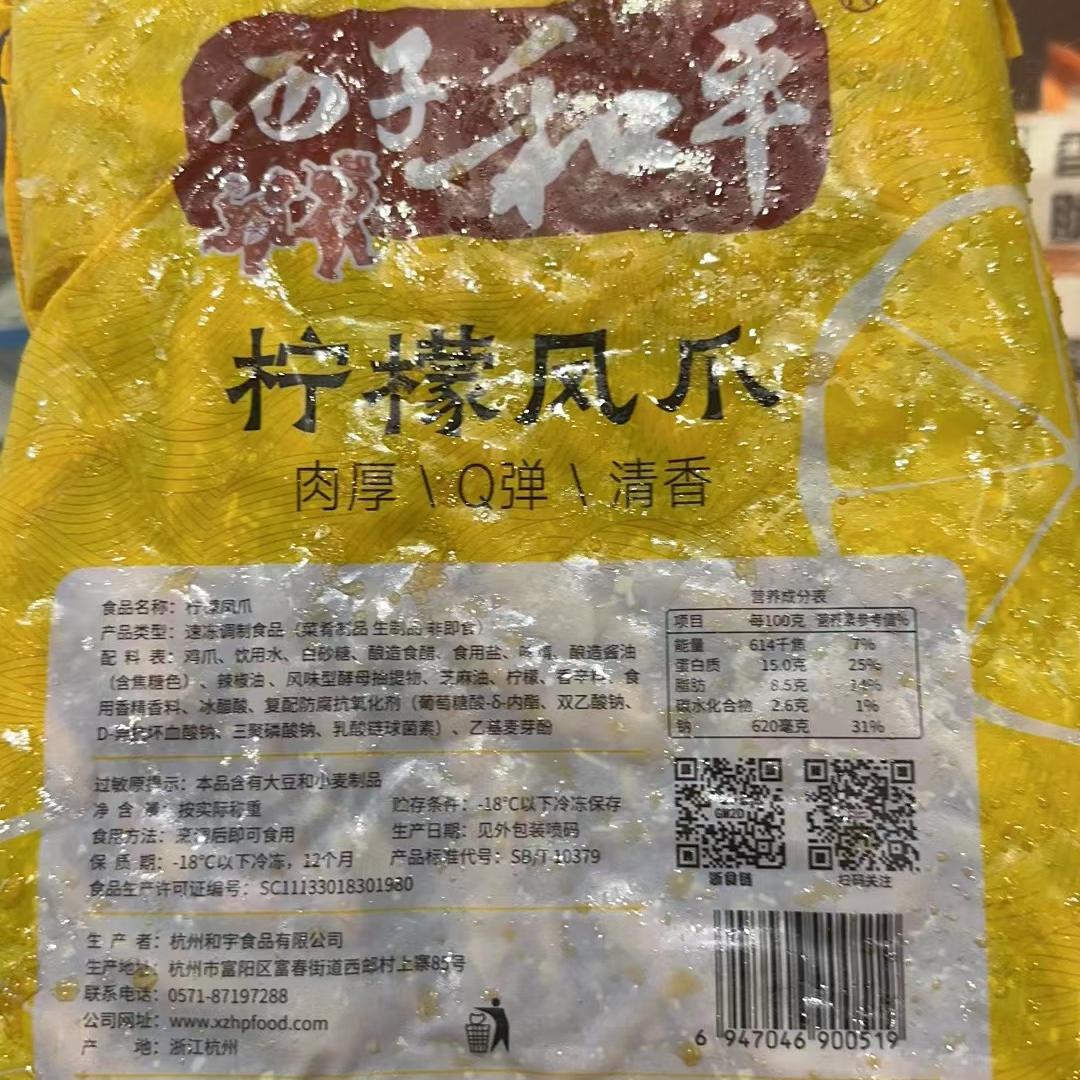 西子和平
柠檬凤爪
肉厚 \ Q弹 \ 清香
食品名称：柠檬凤爪
产品类型：速冻调制食品（菜肴制品 生制品 非即食）
配 料 表：鸡爪、饮用水、白砂糖、酿造食醋、食用盐、味精、酿造酱油
（含焦糖色）、辣椒油、风味型酵母抽提物、芝麻油、柠檬、香辛料、食
用香精香料、冰醋酸、复配防腐抗氧化剂（葡萄糖酸-δ-内酯、双乙酸钠、
D-异抗坏血酸钠、三聚磷酸钠、乳酸链球菌素）、乙基麦芽酚
营养成分表
项目 每100克 营养素参考值%
能量 614千焦 7%
蛋白质 15.0克 25%
脂肪 8.5克 14%
碳水化合物 2.6克 1%
钠 620毫克 31%
过敏原提示：本品含有大豆和小麦制品
净 含 量：按实际称重 贮存条件：-18℃以下冷冻保存
食用方法：烹调后即可食用 生产日期：见外包装喷码
保 质 期：-18℃以下冷冻，12个月 产品标准代号：SB/T 10379
食品生产许可证编号：SC11133018301980
GM2D
浙食链 扫码关注
生 产 者：杭州和宇食品有限公司
生产地址：杭州市富阳区富春街道西邮村上寨85号
联系电话：0571-87197288
公司网址：www.xzhpfood.com
产 地：浙江杭州
6 947046 900519